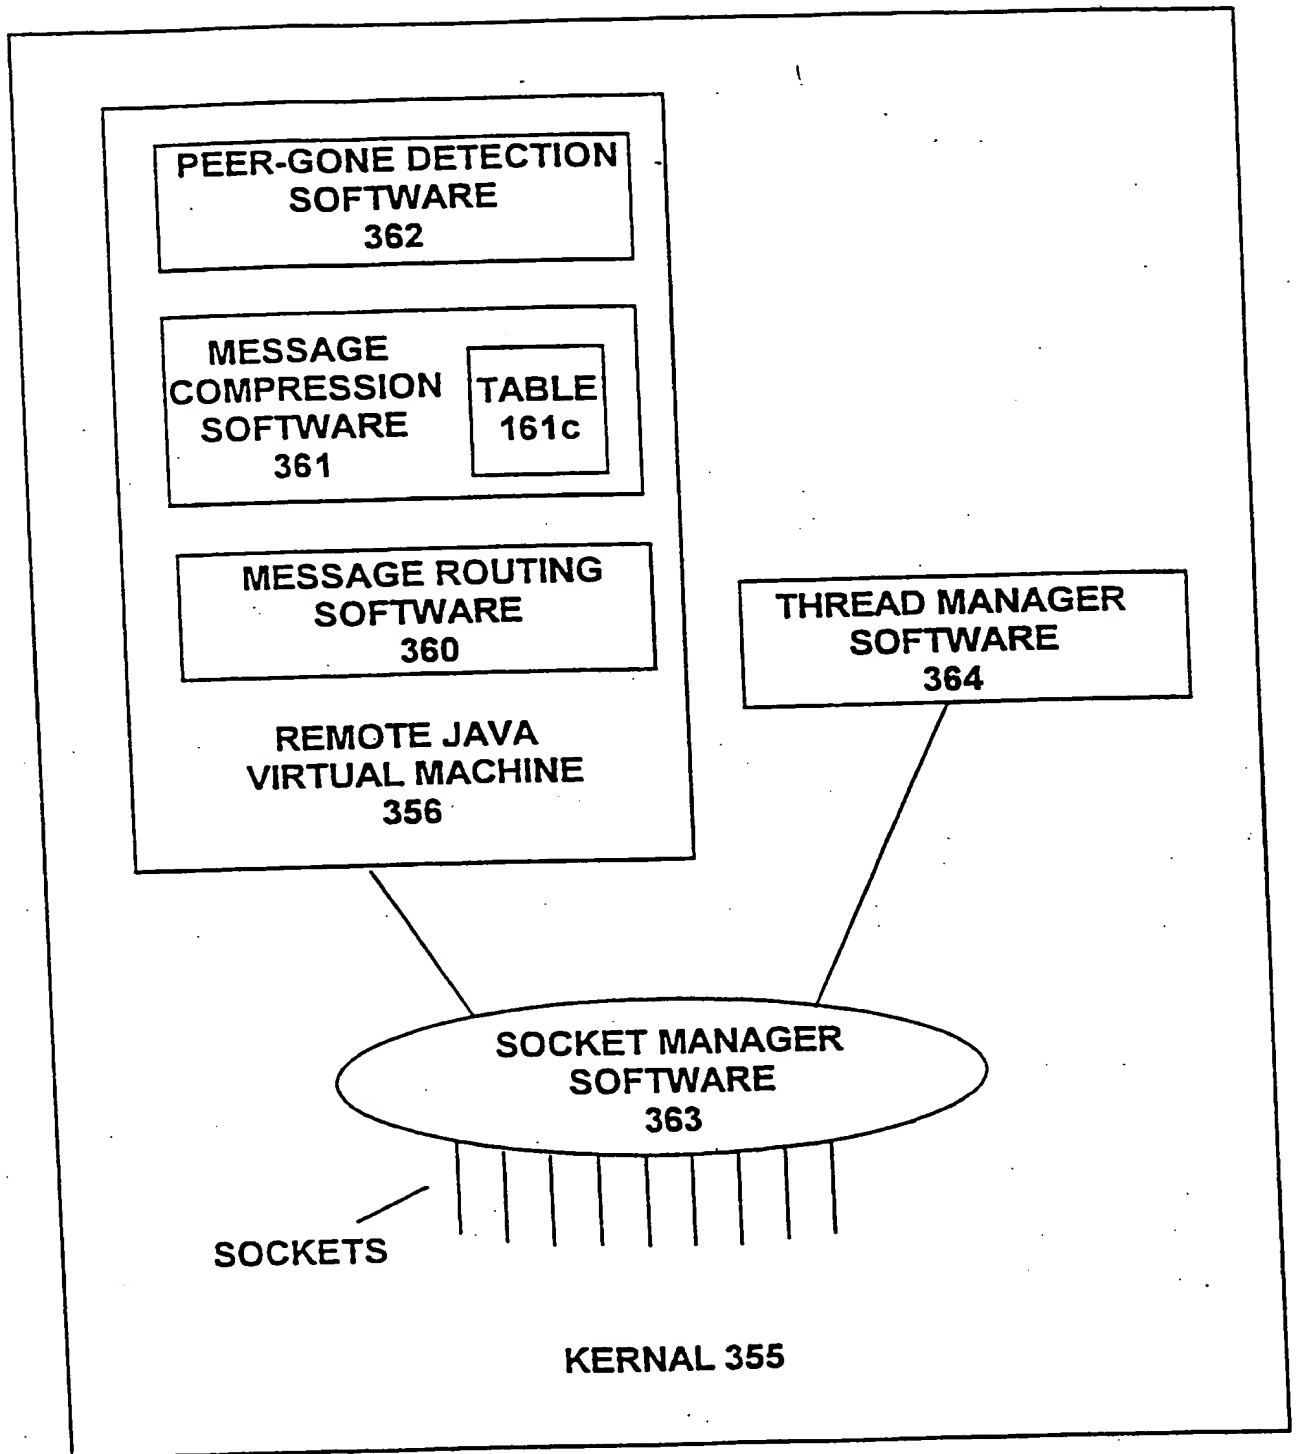 PEER-GONE DETECTION
SOFTWARE
362
MESSAGE
COMPRESSION
SOFTWARE
361
TABLE
161c
MESSAGE ROUTING
SOFTWARE
360
REMOTE JAVA
VIRTUAL MACHINE
356
THREAD MANAGER
SOFTWARE
364
SOCKET MANAGER
SOFTWARE
363
SOCKETS
KERNAL 355